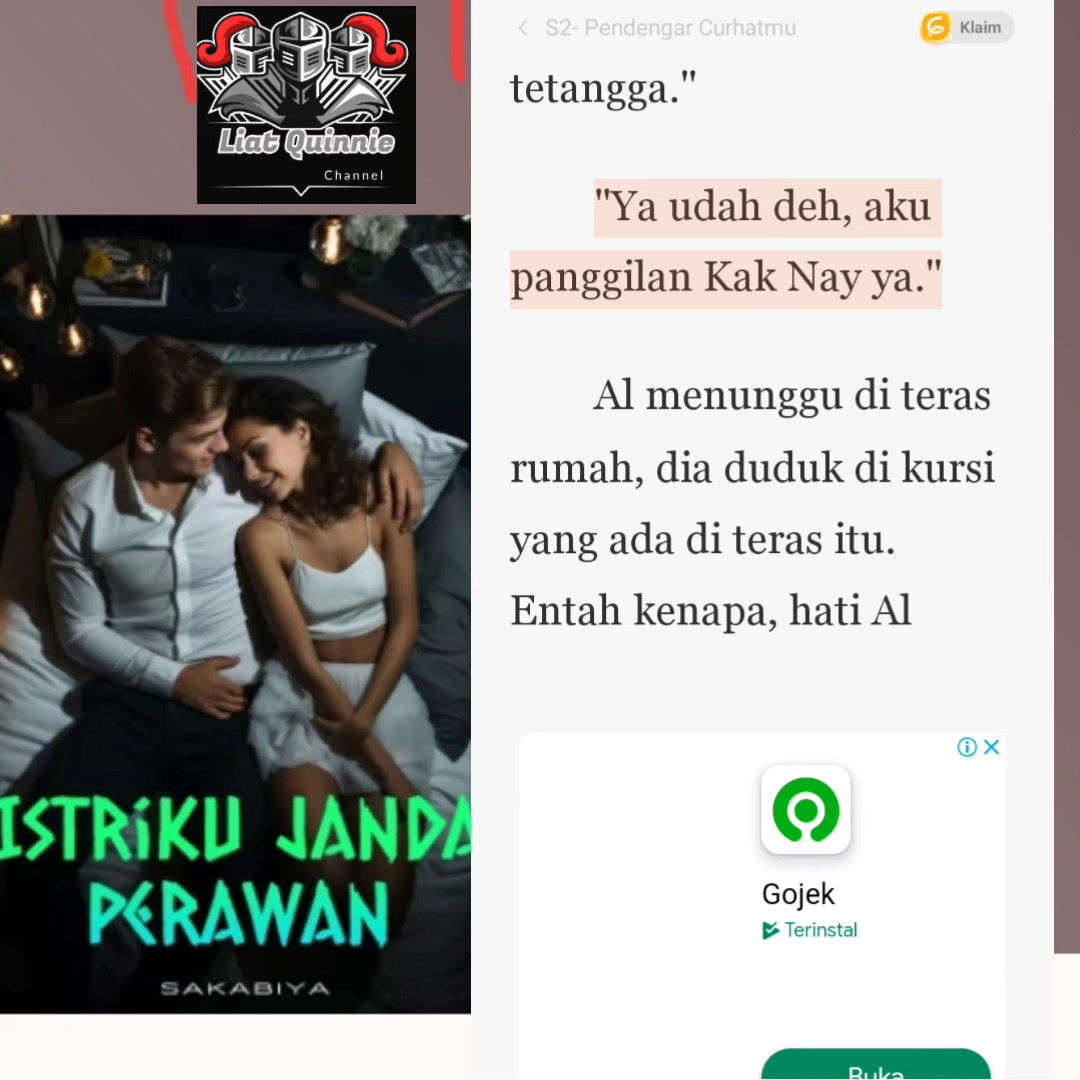 Liat Quinnie
Channel
ISTRiKU JANDA
PERAWAN
SAKABIYA
S2- Pendengar Curhatmu
Klaim
tetangga."
"Ya udah deh, aku
panggilan Kak Nay ya."
Al menunggu di teras
rumah, dia duduk di kursi
yang ada di teras itu.
Entah kenapa, hati Al
Gojek
Terinstal
Buka